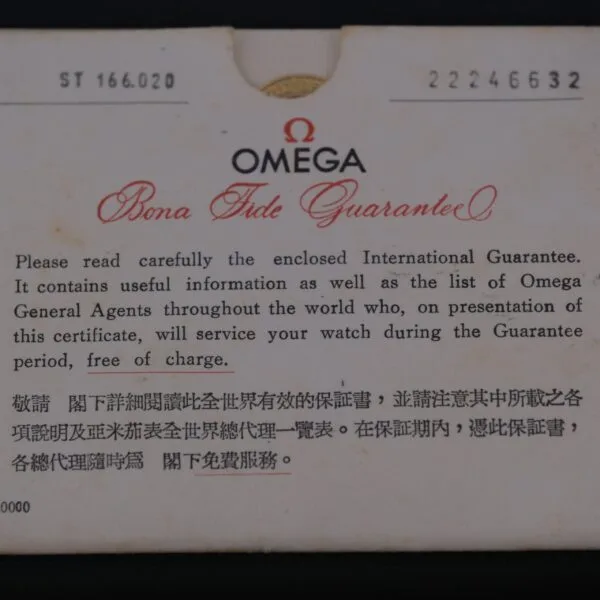 ST 166.020
22246632
Ω
OMEGA
Bona Fide Guarantee
Please read carefully the enclosed International Guarantee.
It contains useful information as well as the list of Omega
General Agents throughout the world who, on presentation of
this certificate, will service your watch during the Guarantee
period, free of charge.
敬請 閣下詳細閱讀此全世界有效的保証書，並請注意其中所載之各
項說明及亞米茄表全世界總代理一覽表。在保証期內，憑此保証書，
各總代理隨時爲 閣下免費服務。
0000